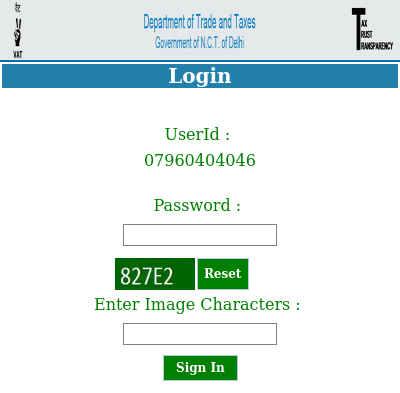 वैट
VAT
Department of Trade and Taxes
Government of N.C.T. of Delhi
TAX
TRUST
TRANSPARENCY
Login
UserId :
07960404046
Password :
827E2
Reset
Enter Image Characters :
Sign In